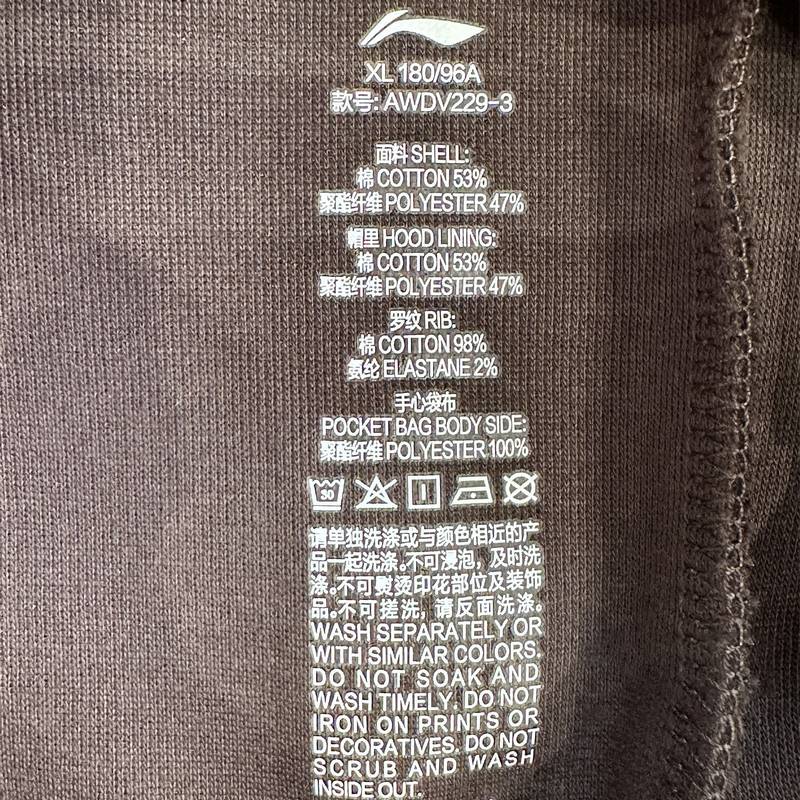 XL 180/96A
款号: AWDV229-3
面料 SHELL:
棉 COTTON 53%
聚酯纤维 POLYESTER 47%
帽里 HOOD LINING:
棉 COTTON 53%
聚酯纤维 POLYESTER 47%
罗纹 RIB:
棉 COTTON 98%
氨纶 ELASTANE 2%
手心袋布
POCKET BAG BODY SIDE:
聚酯纤维 POLYESTER 100%
30
请单独洗涤或与颜色相近的产
品一起洗涤。不可浸泡，及时洗
涤。不可熨烫印花部位及装饰
品。不可搓洗，请反面洗涤。
WASH SEPARATELY OR
WITH SIMILAR COLORS.
DO NOT SOAK AND
WASH TIMELY. DO NOT
IRON ON PRINTS OR
DECORATIVES. DO NOT
SCRUB AND WASH
INSIDE OUT.